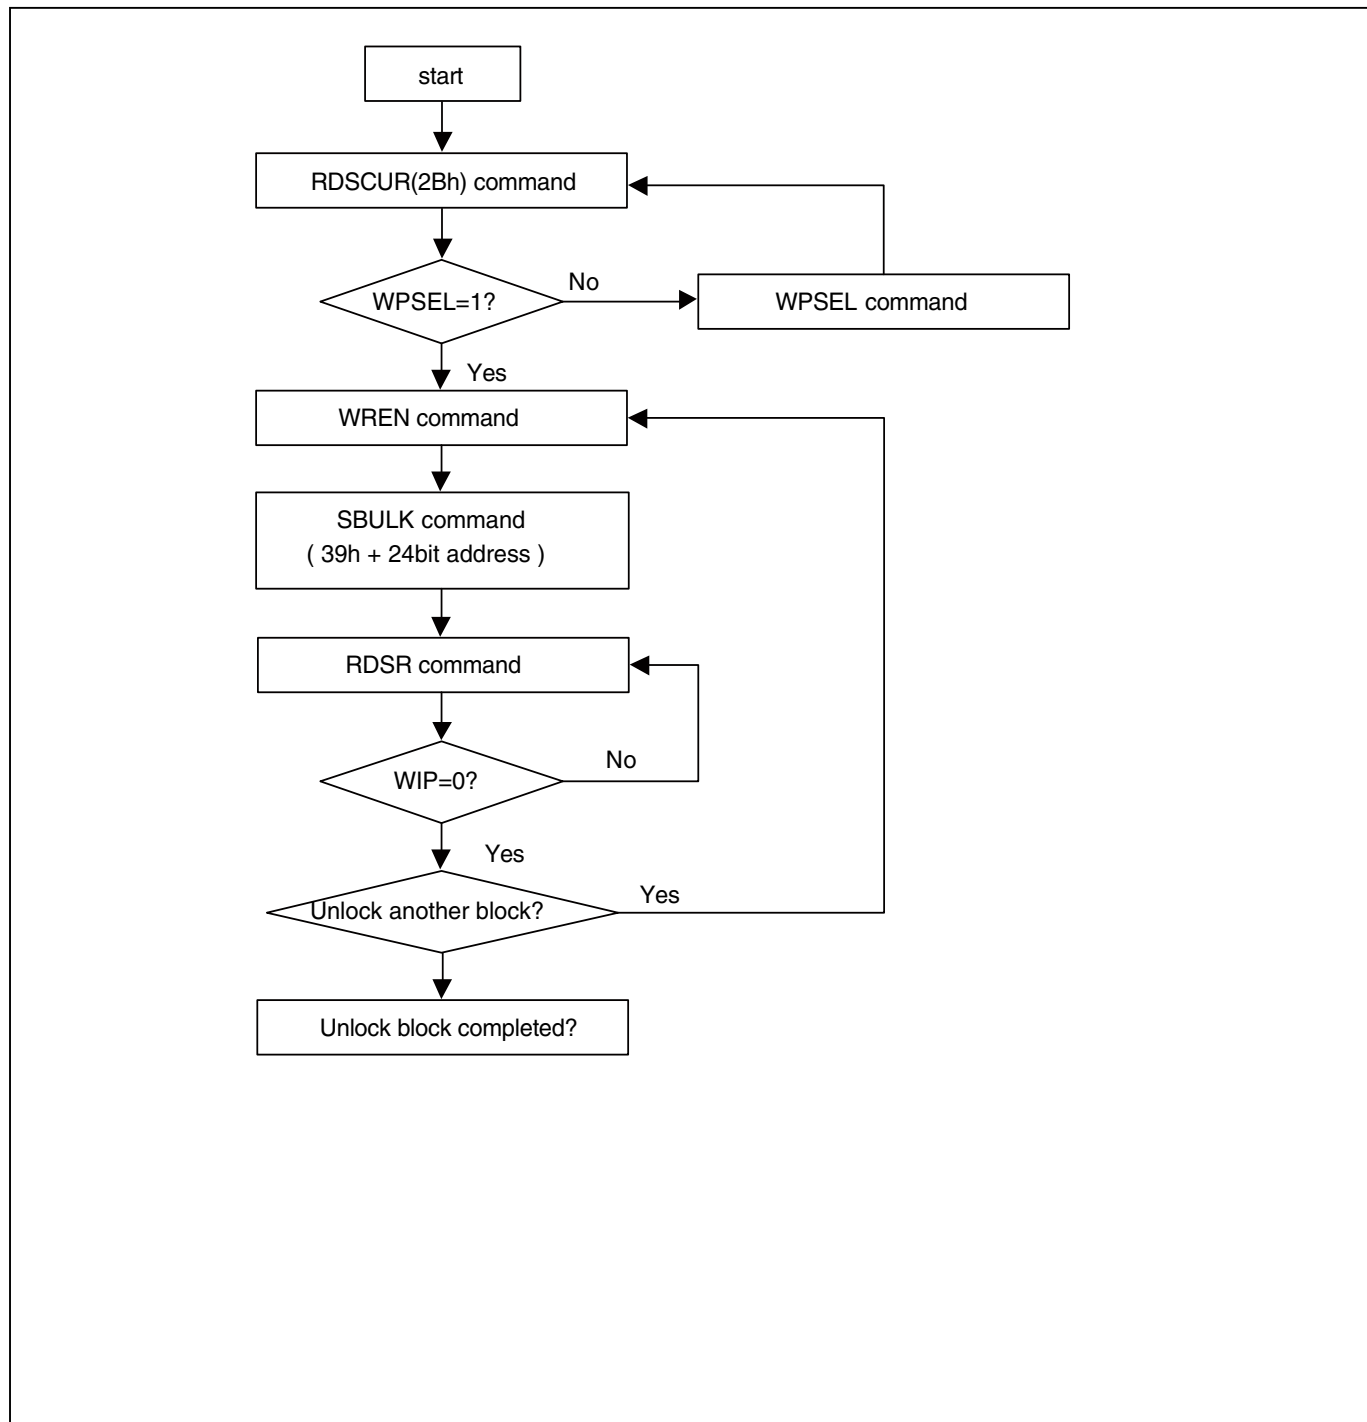 start
RDSCUR(2Bh) command
WPSEL=1?
No
WPSEL command
Yes
WREN command
SBULK command
( 39h + 24bit address )
RDSR command
WIP=0?
No
Yes
Unlock another block?
Yes
Unlock block completed?